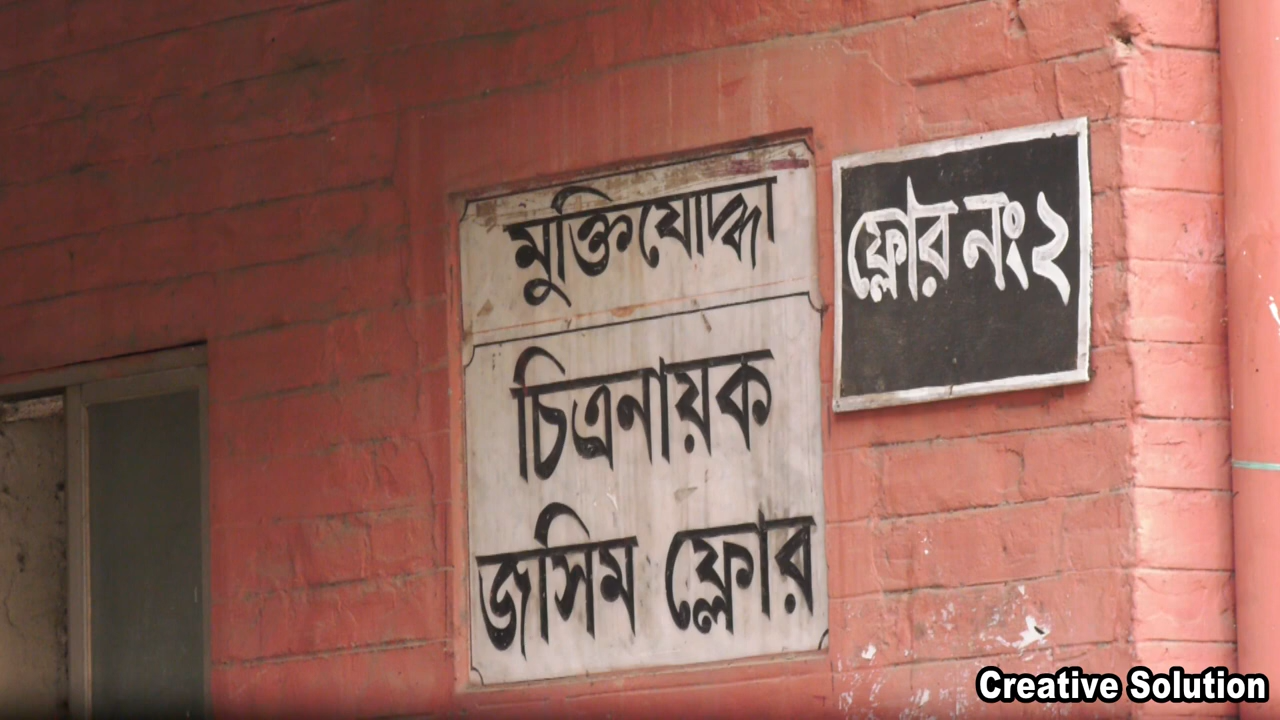 মুক্তিযোদ্ধা
চিত্রনায়ক
জসিম ফ্লোর
ফ্লোর নং ২
Creative Solution